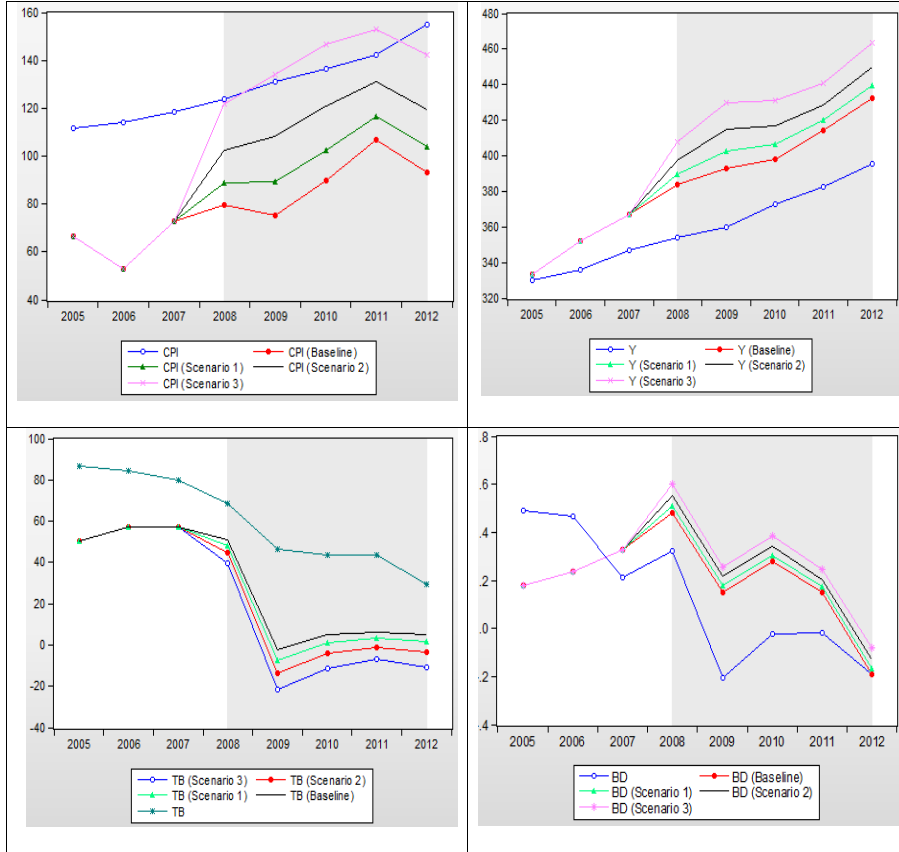 160
140
120
100
80
60
40
2005 2006 2007 2008 2009 2010 2011 2012
CPI CPI (Baseline)
CPI (Scenario 1) CPI (Scenario 2)
CPI (Scenario 3)
480
460
440
420
400
380
360
340
320
2005 2006 2007 2008 2009 2010 2011 2012
Y Y (Baseline)
Y (Scenario 1) Y (Scenario 2)
Y (Scenario 3)
100
80
60
40
20
0
-20
-40
2005 2006 2007 2008 2009 2010 2011 2012
TB (Scenario 3) TB (Scenario 2)
TB (Scenario 1) TB (Baseline)
TB
.8
.6
.4
.2
.0
.2
.4
2005 2006 2007 2008 2009 2010 2011 2012
BD BD (Baseline)
BD (Scenario 1) BD (Scenario 2)
BD (Scenario 3)